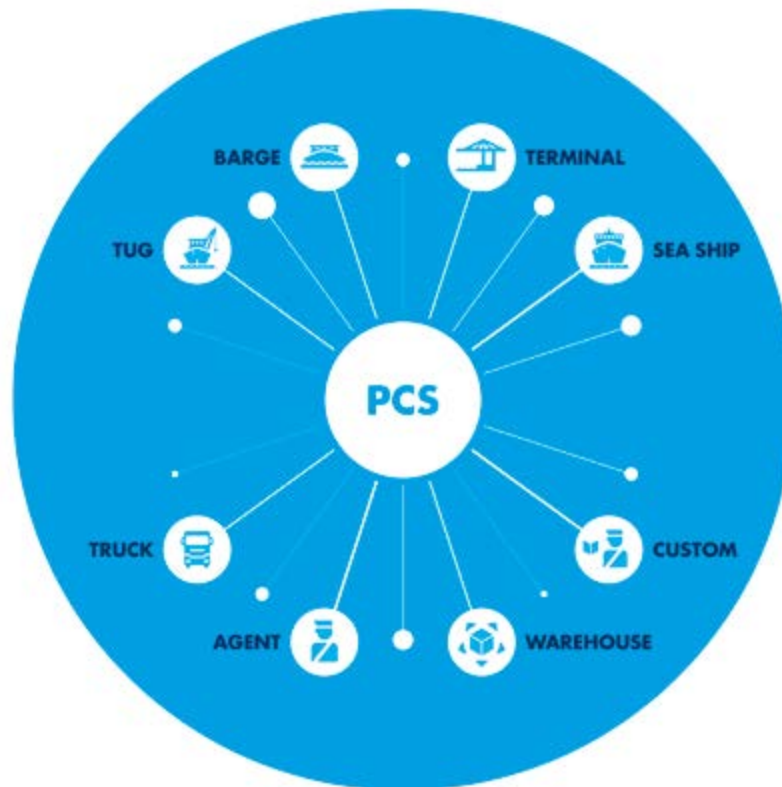 BARGE
TERMINAL
TUG
SEA SHIP
PCS
TRUCK
CUSTOM
AGENT
WAREHOUSE